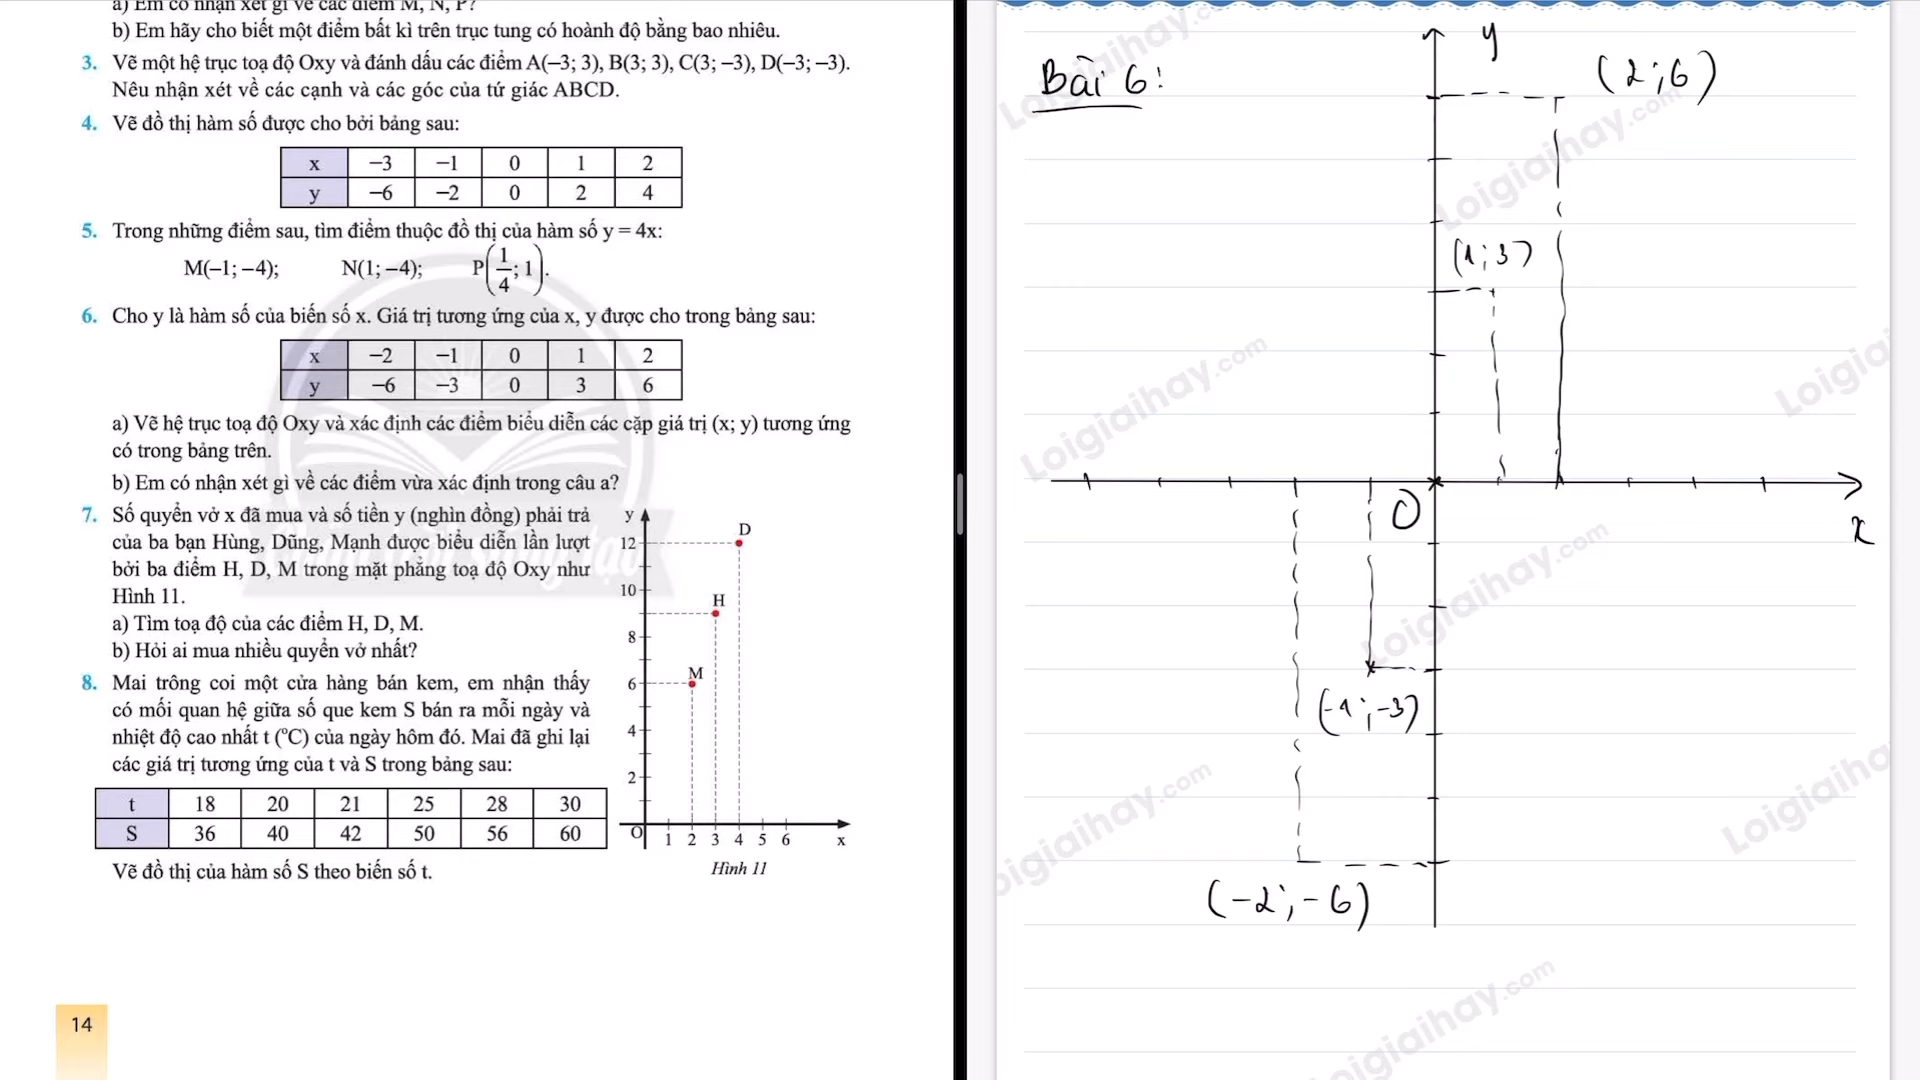 a) Em có nhận xét gì về các điểm M, N, P?
b) Em hãy cho biết một điểm bất kì trên trục tung có hoành độ bằng bao nhiêu.
3. Vẽ một hệ trục toạ độ Oxy và đánh dấu các điểm A(–3; 3), B(3; 3), C(3; –3), D(–3; –3).
Nêu nhận xét về các cạnh và các góc của tứ giác ABCD.
4. Vẽ đồ thị hàm số được cho bởi bảng sau:
x –3 –1 0 1 2
y –6 –2 0 2 4
5. Trong những điểm sau, tìm điểm thuộc đồ thị của hàm số y = 4x:
M(–1; –4); N(1; –4); P(1/4; 1).
6. Cho y là hàm số của biến số x. Giá trị tương ứng của x, y được cho trong bảng sau:
x –2 –1 0 1 2
y –6 –3 0 3 6
a) Vẽ hệ trục toạ độ Oxy và xác định các điểm biểu diễn các cặp giá trị (x; y) tương ứng
có trong bảng trên.
b) Em có nhận xét gì về các điểm vừa xác định trong câu a?
7. Số quyển vở x đã mua và số tiền y (nghìn đồng) phải trả
của ba bạn Hùng, Dũng, Mạnh được biểu diễn lần lượt
bởi ba điểm H, D, M trong mặt phẳng toạ độ Oxy như
Hình 11.
a) Tìm toạ độ của các điểm H, D, M.
b) Hỏi ai mua nhiều quyển vở nhất?
8. Mai trông coi một cửa hàng bán kem, em nhận thấy
có mối quan hệ giữa số que kem S bán ra mỗi ngày và
nhiệt độ cao nhất t (°C) của ngày hôm đó. Mai đã ghi lại
các giá trị tương ứng của t và S trong bảng sau:
t 18 20 21 25 28 30
S 36 40 42 50 56 60
Vẽ đồ thị của hàm số S theo biến số t.
y
D
12
10
H
8
M
6
4
2
O 1 2 3 4 5 6 x
Hình 11
14
Bài 6:
y
(2;6)
(1;3)
O
x
(-1;-3)
(-2;-6)
Loigiaihay.com
Loigiaihay.com
Loigiaihay.com
Loigiaihay.com
Loigiaihay.com